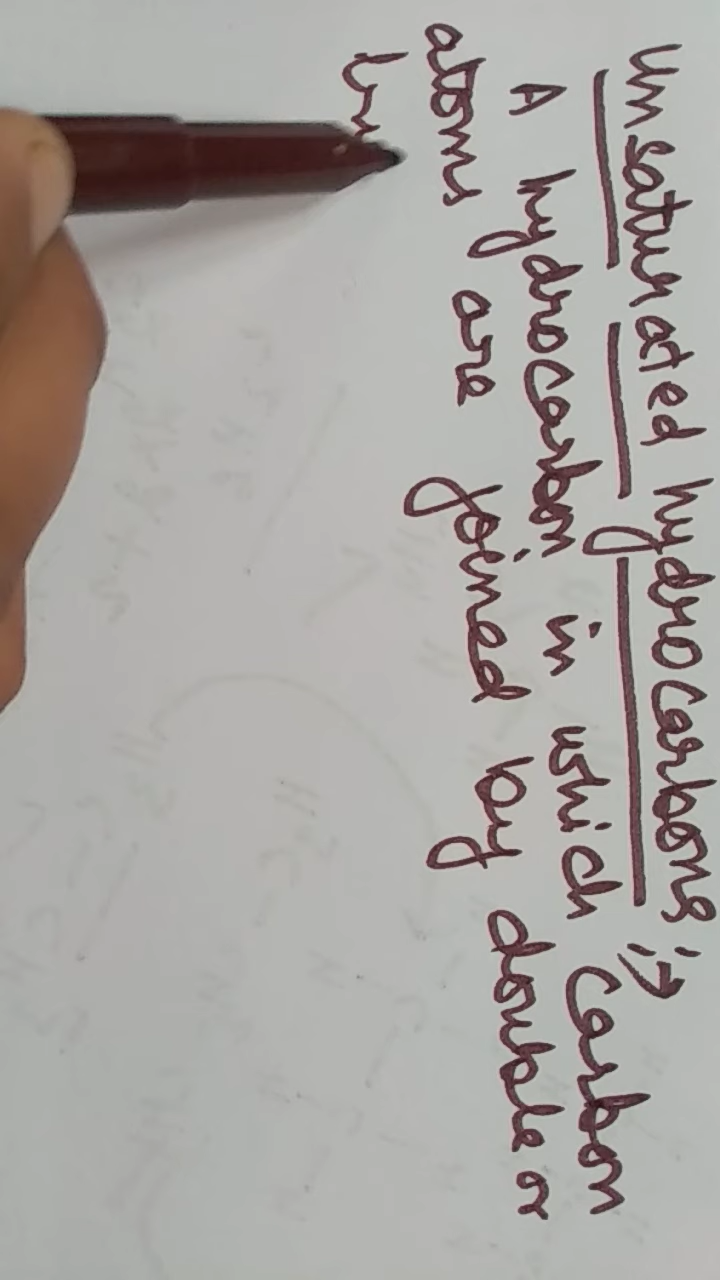 Unsaturated hydrocarbons :→
A hydrocarbon in which Carbon
atoms are joined by double or